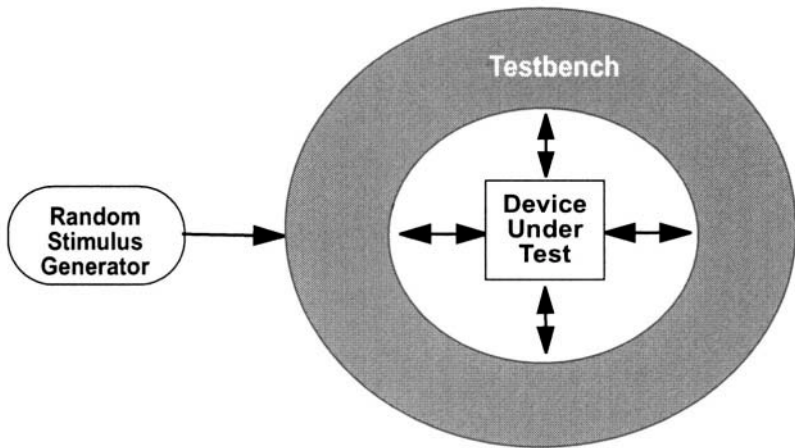 Testbench
Random
Stimulus
Generator
Device
Under
Test